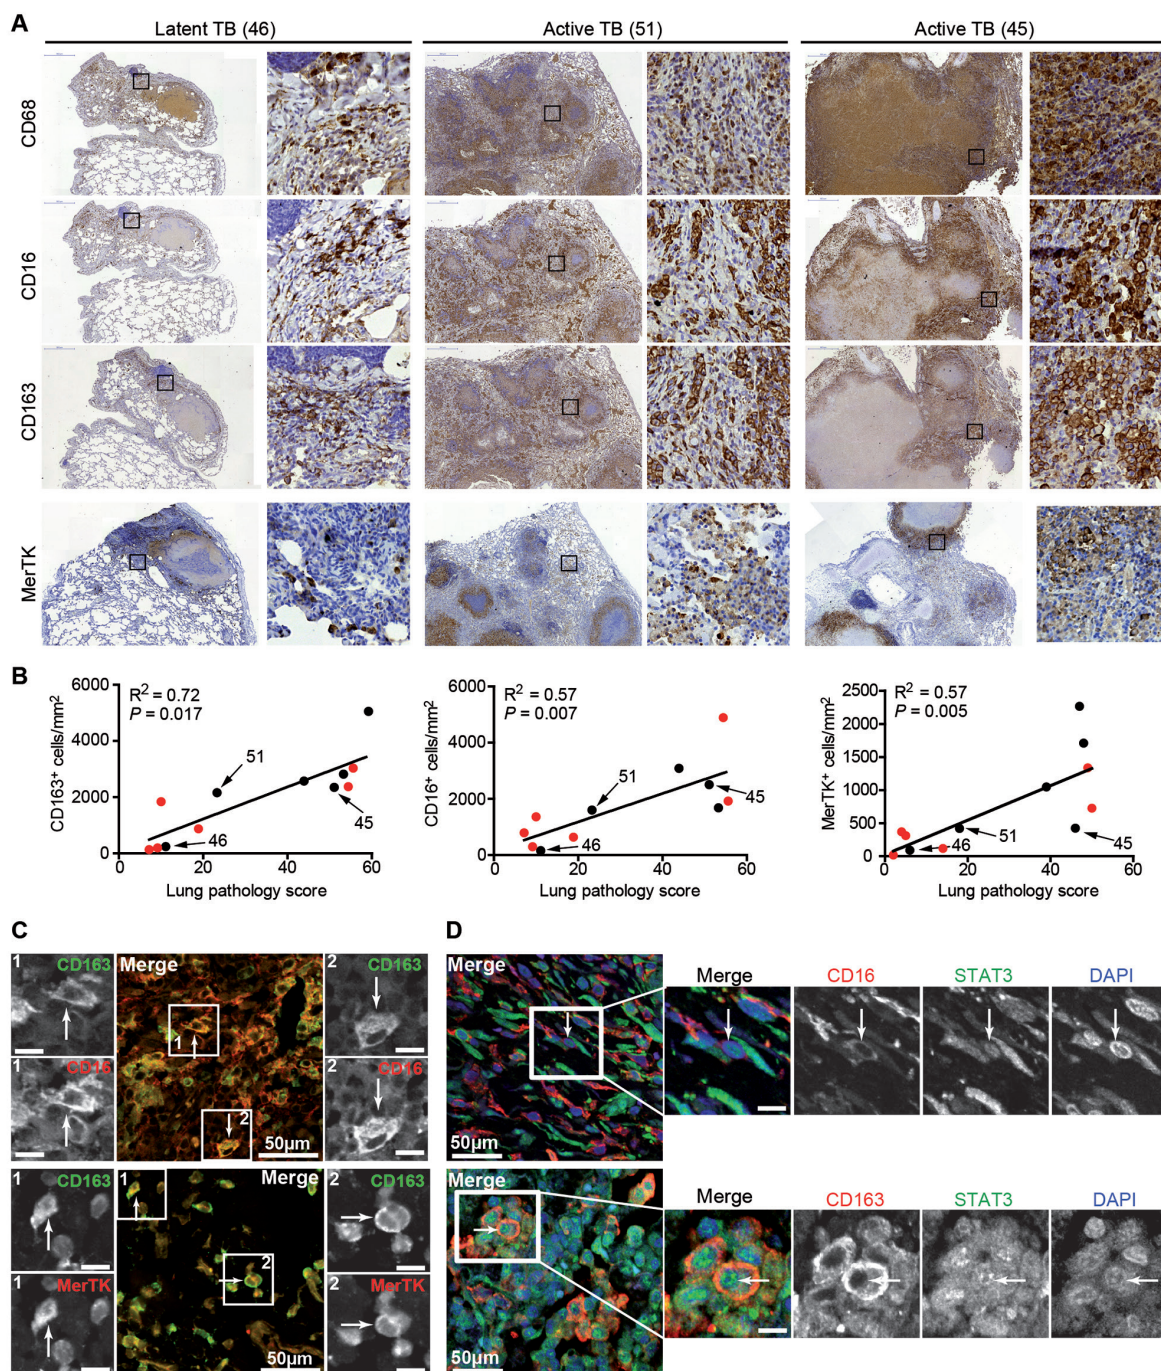 A
Latent TB (46)
Active TB (51)
Active TB (45)
CD68
CD16
CD163
MerTK
B
CD163+ cells/mm2
6000
4000
2000
0
R2 = 0.72
P = 0.017
51
46
45
0 20 40 60
Lung pathology score
CD16+ cells/mm2
6000
4000
2000
0
R2 = 0.57
P = 0.007
51
46
45
0 20 40 60
Lung pathology score
MerTK+ cells/mm2
2500
2000
1500
1000
500
0
R2 = 0.57
P = 0.005
51
46
45
0 20 40 60
Lung pathology score
C
1 CD163
Merge
1
2
50µm
2 CD163
1 CD16
2 CD16
1 CD163
1 Merge
2
50µm
2 CD163
1 MerTK
2 MerTK
D
Merge
50µm
Merge
CD16
STAT3
DAPI
Merge
50µm
Merge
CD163
STAT3
DAPI